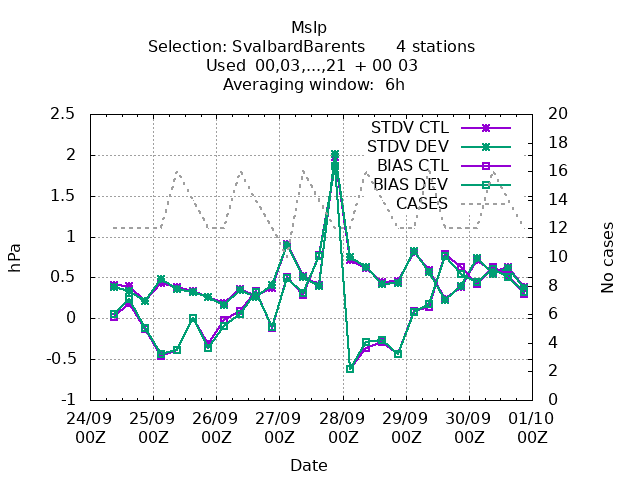 Mslp
Selection: SvalbardBarents 4 stations
Used 00,03,...,21 + 00 03
Averaging window: 6h
2.5
2
1.5
1
0.5
0
-0.5
-1
hPa
STDV CTL
STDV DEV
BIAS CTL
BIAS DEV
CASES
20
18
16
14
12
10
8
6
4
2
0
No cases
24/09 25/09 26/09 27/09 28/09 29/09 30/09 01/10
00Z 00Z 00Z 00Z 00Z 00Z 00Z 00Z
Date